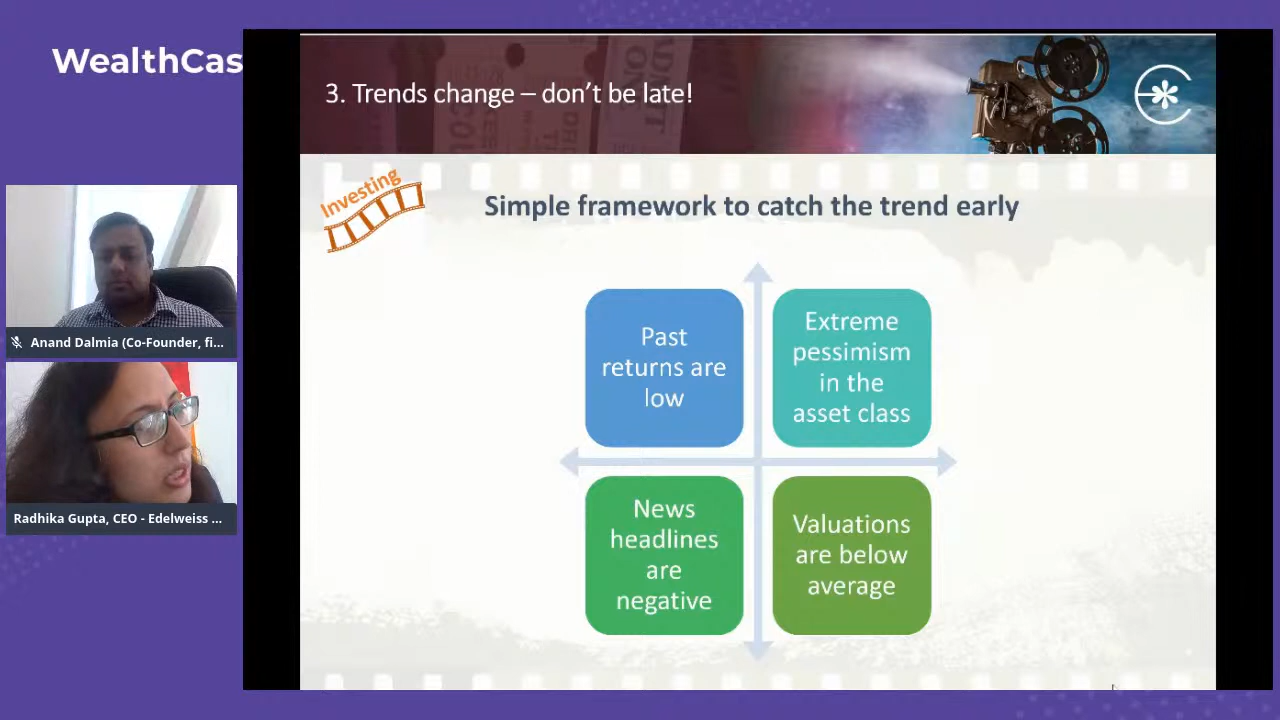 WealthCas
3. Trends change – don't be late!
Investing
Simple framework to catch the trend early
Past
returns are
low
Extreme
pessimism
in the
asset class
News
headlines
are
negative
Valuations
are below
average
Anand Dalmia (Co-Founder, fi...
Radhika Gupta, CEO - Edelweiss ...